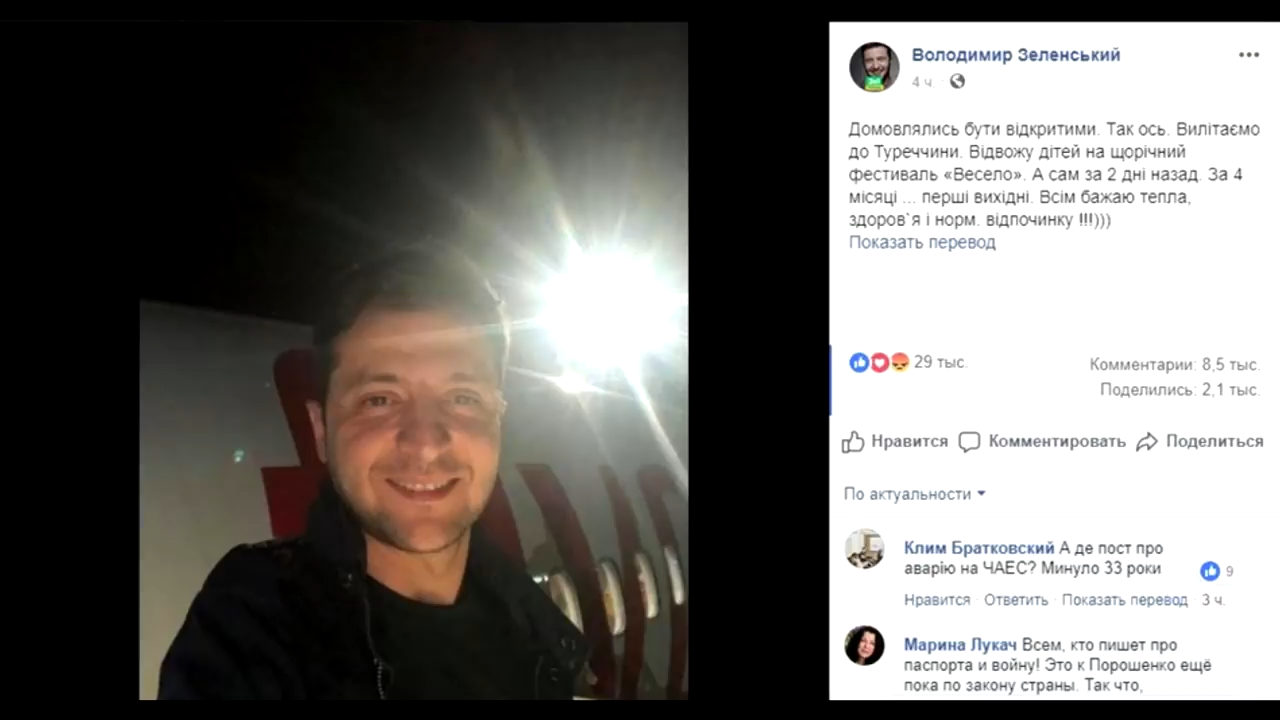 Володимир Зеленський
4 ч.
Домовлялись бути відкритими. Так ось. Вилітаємо
до Туреччини. Відвожу дітей на щорічний
фестиваль «Весело». А сам за 2 дні назад. За 4
місяці ... перші вихідні. Всім бажаю тепла,
здоров`я і норм. відпочинку !!!)))
Показать перевод
29 тыс.
Комментарии: 8,5 тыс.
Поделились: 2,1 тыс.
Нравится Комментировать Поделиться
По актуальности
Клим Братковский А де пост про
аварію на ЧАЕС? Минуло 33 роки
9
Нравится · Ответить · Показать перевод · 3 ч.
Марина Лукач Всем, кто пишет про
паспорта и войну! Это к Порошенко ещё
пока по закону страны. Так что,